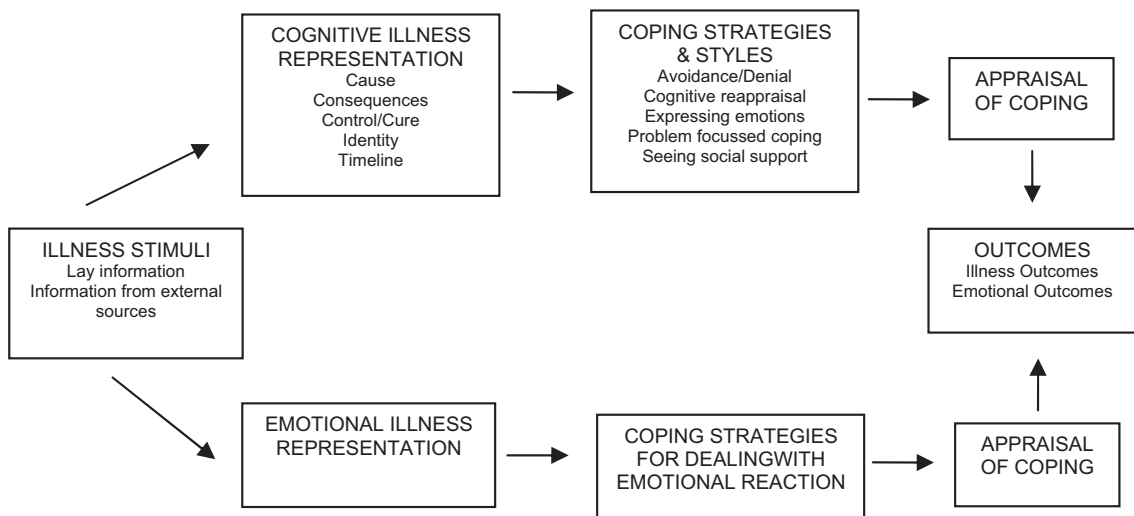 COGNITIVE ILLNESS
REPRESENTATION
Cause
Consequences
Control/Cure
Identity
Timeline
COPING STRATEGIES
& STYLES
Avoidance/Denial
Cognitive reappraisal
Expressing emotions
Problem focussed coping
Seeing social support
APPRAISAL
OF COPING
ILLNESS STIMULI
Lay information
Information from external
sources
OUTCOMES
Illness Outcomes
Emotional Outcomes
EMOTIONAL ILLNESS
REPRESENTATION
COPING STRATEGIES
FOR DEALINGWITH
EMOTIONAL REACTION
APPRAISAL
OF COPING